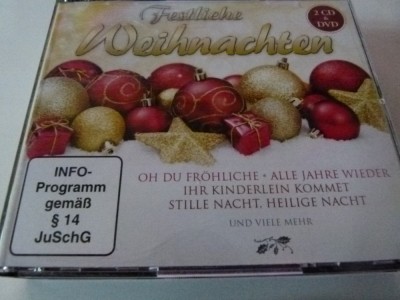 Festliche
Weihnachten
2 CD
&
DVD
OH DU FRÖHLICHE • ALLE JAHRE WIEDER
IHR KINDERLEIN KOMMET
STILLE NACHT, HEILIGE NACHT
UND VIELE MEHR
INFO-
Programm
gemäß
§ 14
JuSchG